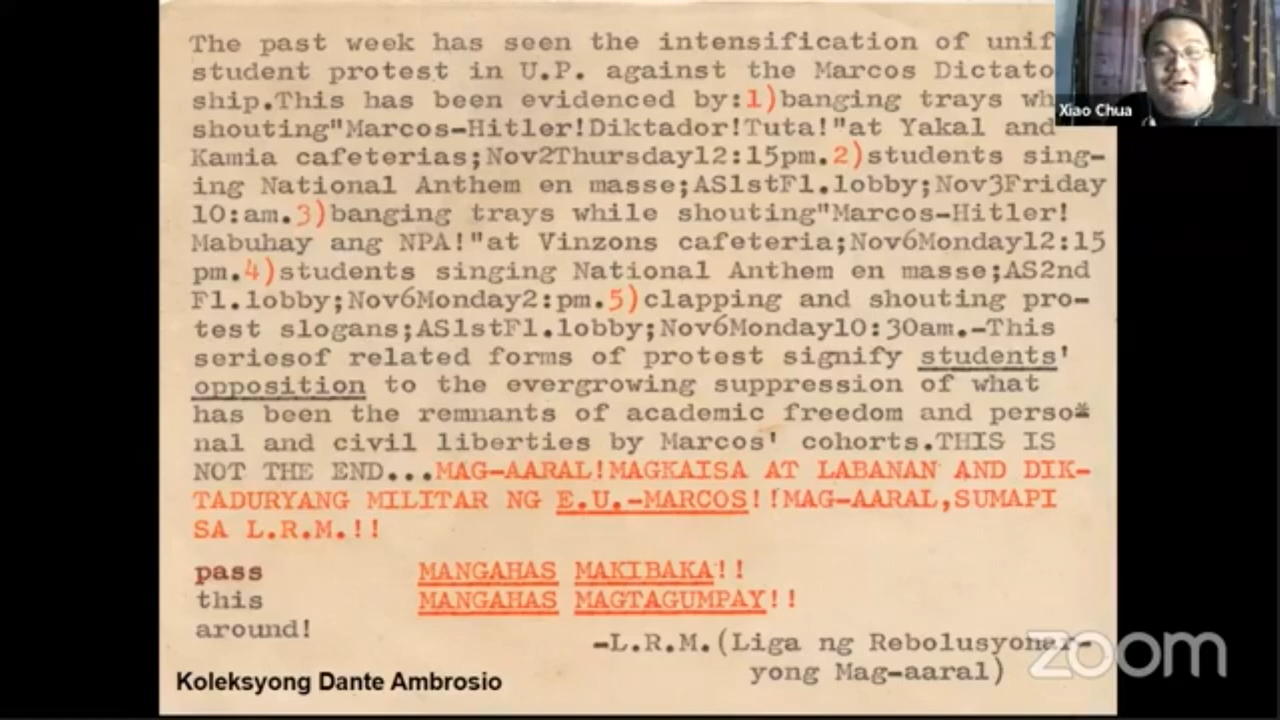 The past week has seen the intensification of unif
student protest in U.P. against the Marcos Dictato
ship.This has been evidenced by:1)banging trays wh
shouting"Marcos-Hitler!Diktador!Tuta!"at Yakal and
Kamia cafeterias;Nov2Thursday12:15pm.2)students sing-
ing National Anthem en masse;AS1stFl.lobby;Nov3Friday
10:am.3)banging trays while shouting"Marcos-Hitler!
Mabuhay ang NPA!"at Vinzons cafeteria;Nov6Monday12:15
pm.4)students singing National Anthem en masse;AS2nd
Fl.lobby;Nov6Monday2:pm.5)clapping and shouting pro-
test slogans;AS1stFl.lobby;Nov6Monday10:30am.-This
seriesof related forms of protest signify students'
opposition to the evergrowing suppression of what
has been the remnants of academic freedom and perso-
nal and civil liberties by Marcos' cohorts.THIS IS
NOT THE END...MAG-AARAL!MAGKAISA AT LABANAN AND DIK-
TADURYANG MILITAR NG E.U.-MARCOS!!MAG-AARAL,SUMAPI
SA L.R.M.!!
pass MANGAHAS MAKIBAKA!!
this MANGAHAS MAGTAGUMPAY!!
around!
-L.R.M.(Liga ng Rebolusyonar-
yong Mag-aaral)
Koleksyong Dante Ambrosio
Xiao Chua
zoom